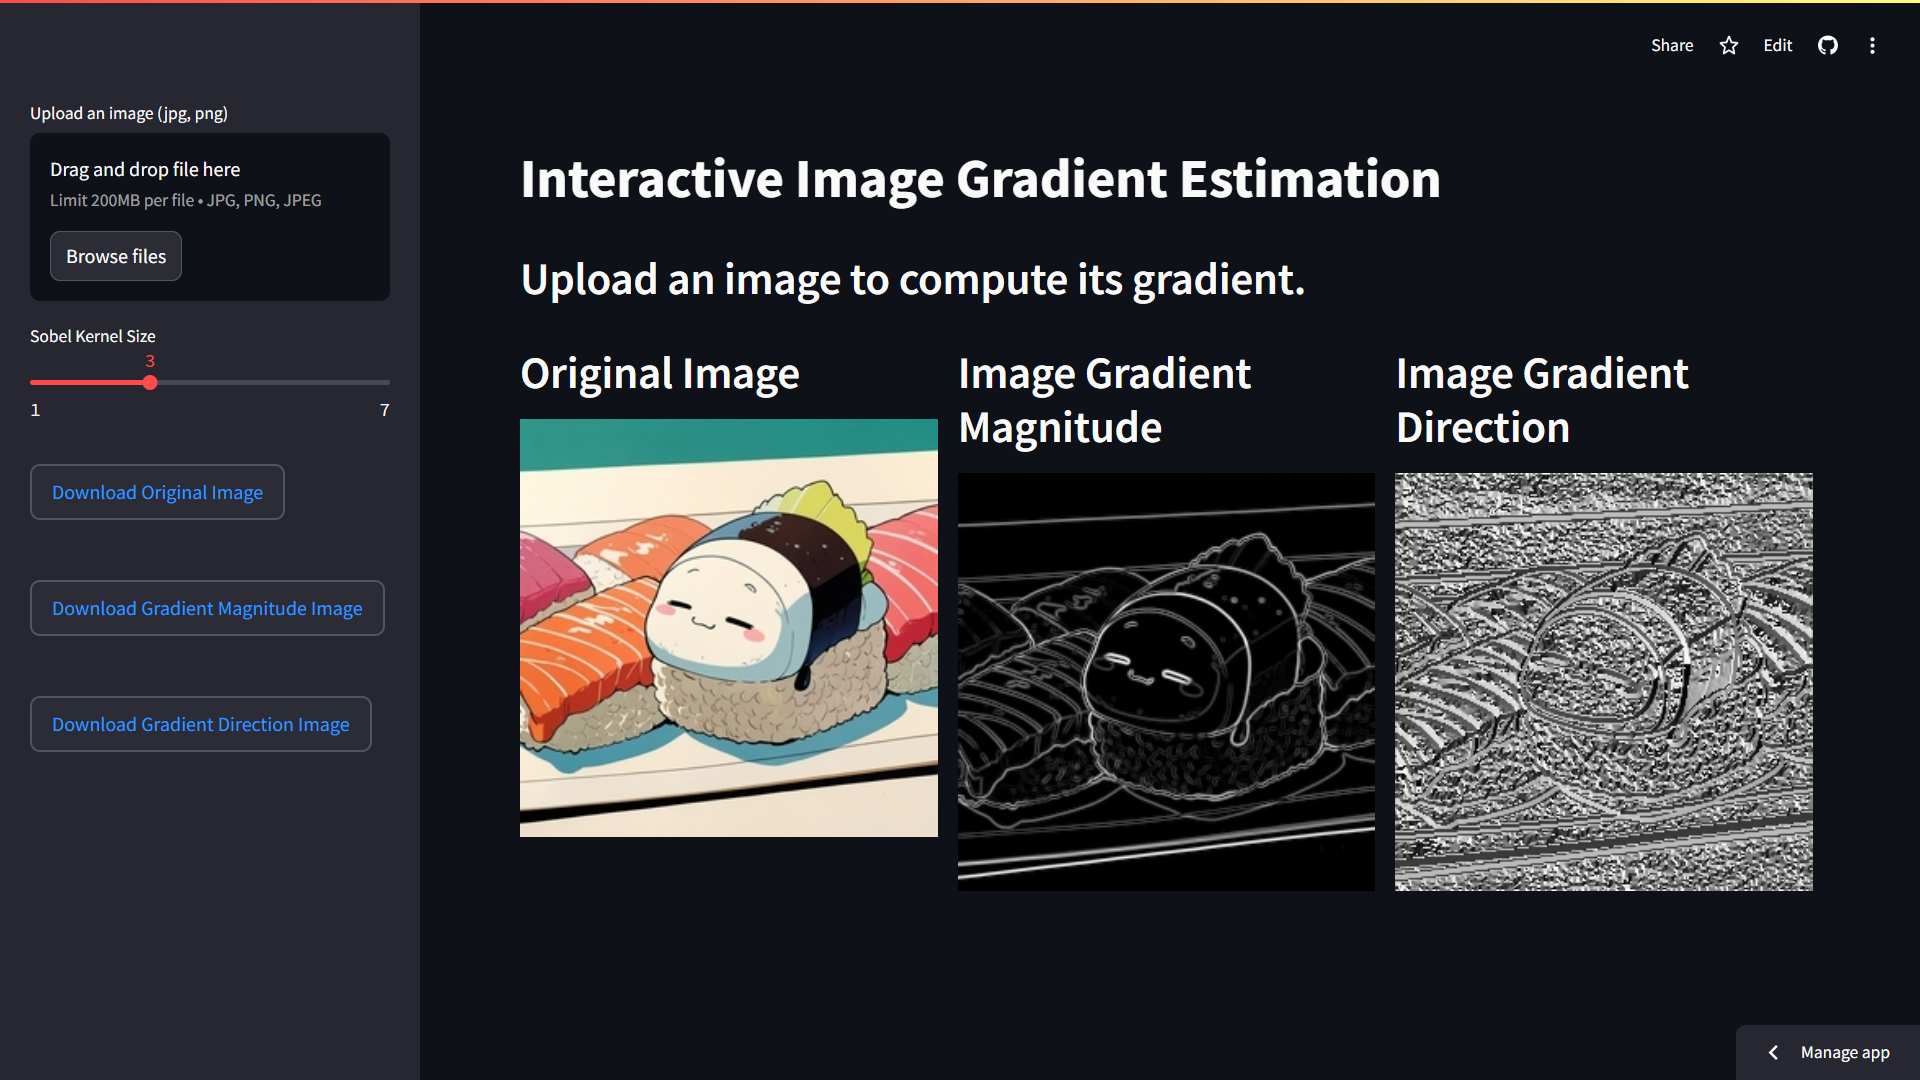 Share
Edit
Upload an image (jpg, png)
Drag and drop file here
Limit 200MB per file • JPG, PNG, JPEG
Browse files
Sobel Kernel Size
3
1
7
Download Original Image
Download Gradient Magnitude Image
Download Gradient Direction Image
Interactive Image Gradient Estimation
Upload an image to compute its gradient.
Original Image
Image Gradient
Magnitude
Image Gradient
Direction
Manage app